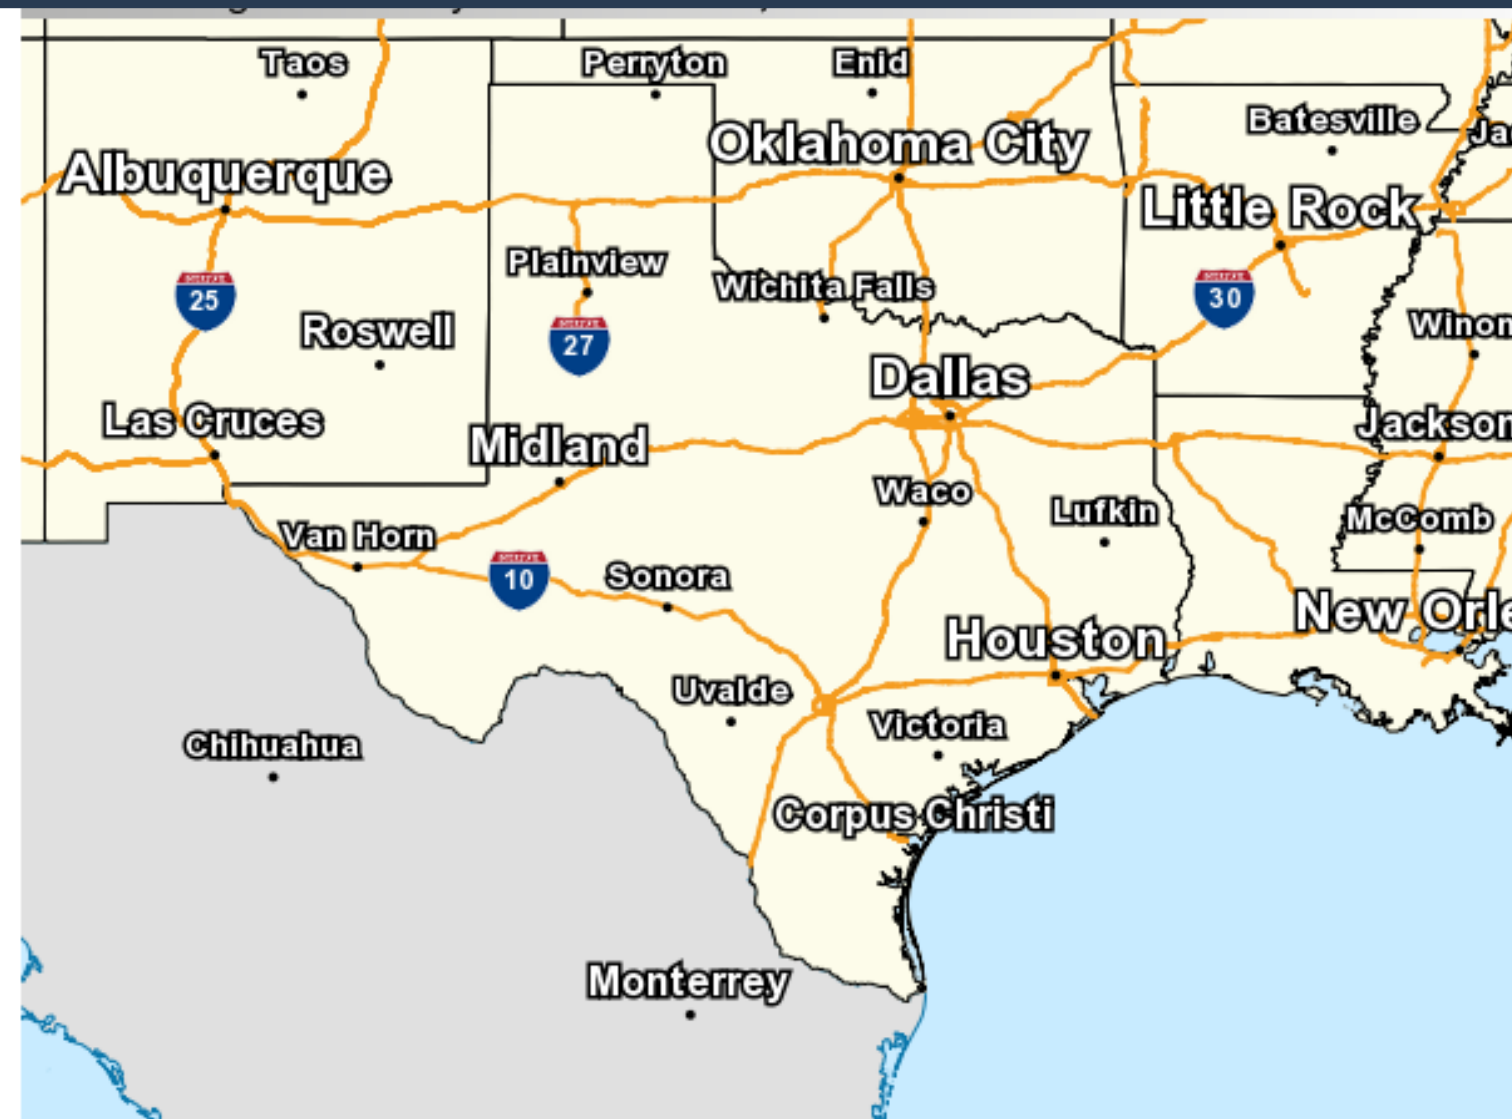 Taos
Perryton
Enid
Batesville
Oklahoma City
Albuquerque
Little Rock
Plainview
Wichita Falls
25
30
Roswell
27
Dallas
Las Cruces
Midland
Jackson
Waco
Lufkin
McComb
Van Horn
10
Sonora
New
Houston
Uvalde
Victoria
Chihuahua
Corpus Christi
Monterrey